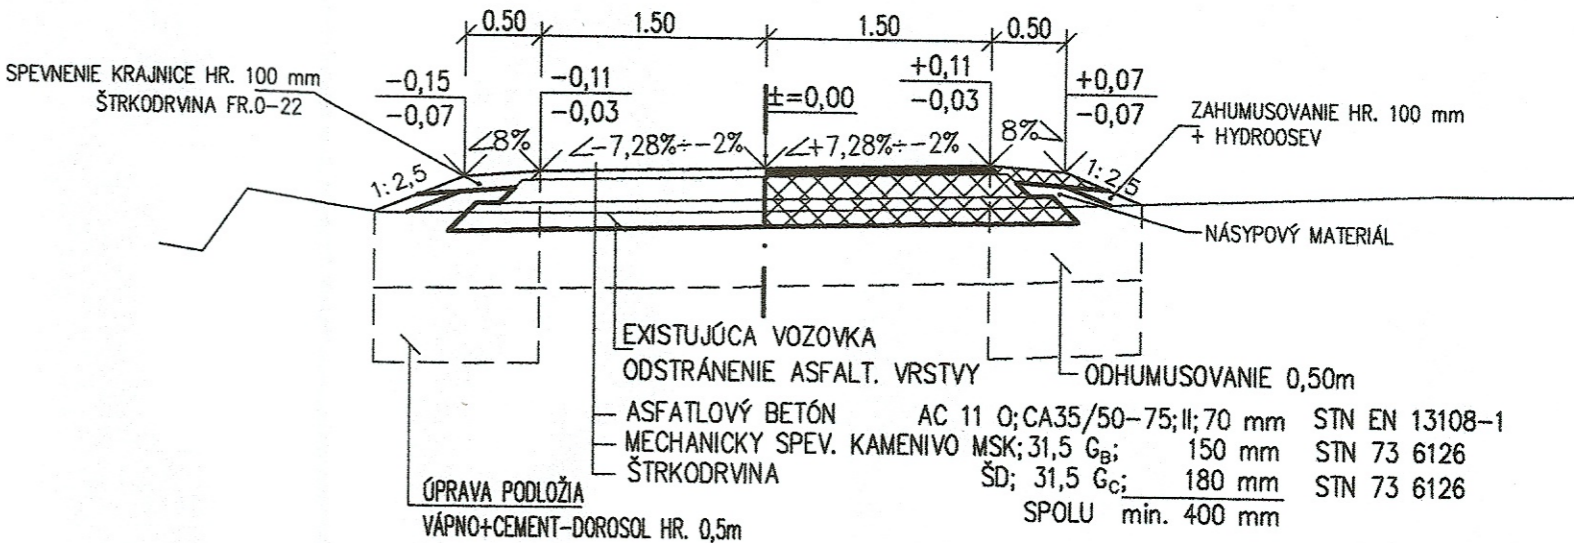 0.50 1.50 1.50 0.50
SPEVNENIE KRAJNICE HR. 100 mm
ŠTRKODRVINA FR.0-22
-0,15
-0,07
-0,11
-0,03
±=0,00
+0,11
-0,03
+0,07
-0,07
ZAHUMUSOVANIE HR. 100 mm
+ HYDROOSEV
∠8%
∠-7,28%÷-2%
∠+7,28%÷-2%
8%
1:2,5
1:2,5
NÁSYPOVÝ MATERIÁL
EXISTUJÚCA VOZOVKA
ODSTRÁNENIE ASFALT. VRSTVY
ODHUMUSOVANIE 0,50m
ASFATLOVÝ BETÓN AC 11 O;CA35/50-75;II;70 mm STN EN 13108-1
MECHANICKY SPEV. KAMENIVO MSK;31,5 GB; 150 mm STN 73 6126
ŠTRKODRVINA ŠD; 31,5 GC; 180 mm STN 73 6126
SPOLU min. 400 mm
ÚPRAVA PODLOŽIA
VÁPNO+CEMENT-DOROSOL HR. 0,5m